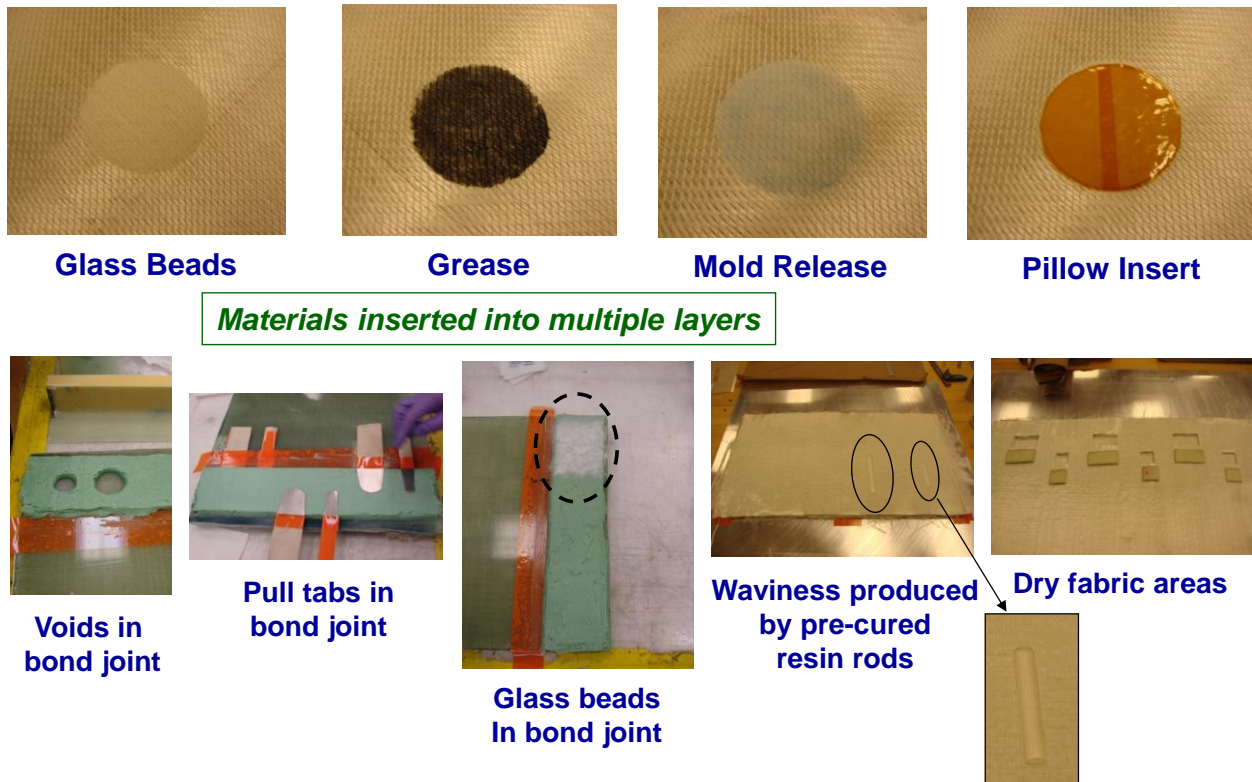 Glass Beads
Grease
Mold Release
Pillow Insert
Materials inserted into multiple layers
Voids in
bond joint
Pull tabs in
bond joint
Glass beads
In bond joint
Waviness produced
by pre-cured
resin rods
Dry fabric areas